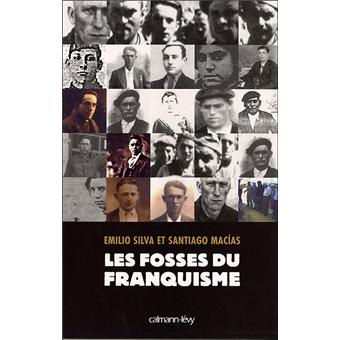 EMILIO SILVA ET SANTIAGO MACÍAS
LES FOSSES DU
FRANQUISME
calmann-lévy